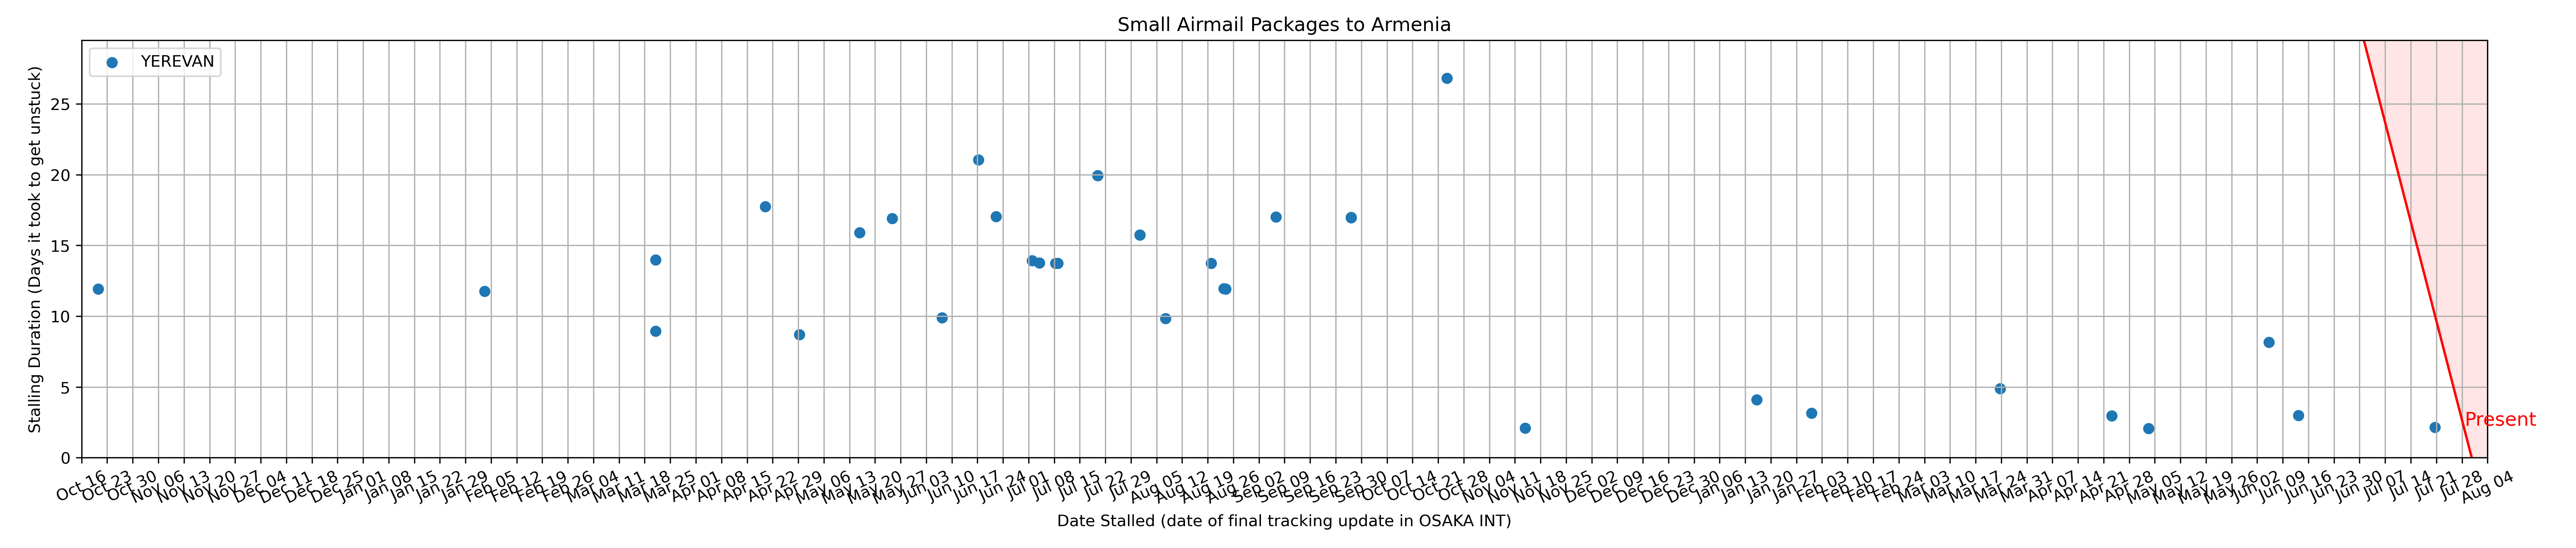 Small Airmail Packages to Armenia
YEREVAN
Stalling Duration (Days it took to get unstuck)
25
20
15
10
5
0
Present
Oct 16
Oct 23
Oct 30
Nov 06
Nov 13
Nov 20
Nov 27
Dec 04
Dec 11
Dec 18
Dec 25
Jan 01
Jan 08
Jan 15
Jan 22
Jan 29
Feb 05
Feb 12
Feb 19
Feb 26
Mar 04
Mar 11
Mar 18
Mar 25
Apr 01
Apr 08
Apr 15
Apr 22
Apr 29
May 06
May 13
May 20
May 27
Jun 03
Jun 10
Jun 17
Jun 24
Jul 01
Jul 08
Jul 15
Jul 22
Jul 29
Aug 05
Aug 12
Aug 19
Aug 26
Sep 02
Sep 09
Sep 16
Sep 23
Sep 30
Oct 07
Oct 14
Oct 21
Oct 28
Nov 04
Nov 11
Nov 18
Nov 25
Dec 02
Dec 09
Dec 16
Dec 23
Dec 30
Jan 06
Jan 13
Jan 20
Jan 27
Feb 03
Feb 10
Feb 17
Feb 24
Mar 03
Mar 10
Mar 17
Mar 24
Mar 31
Apr 07
Apr 14
Apr 21
Apr 28
May 05
May 12
May 19
May 26
Jun 02
Jun 09
Jun 16
Jun 23
Jun 30
Jul 07
Jul 14
Jul 21
Jul 28
Aug 04
Date Stalled (date of final tracking update in OSAKA INT)